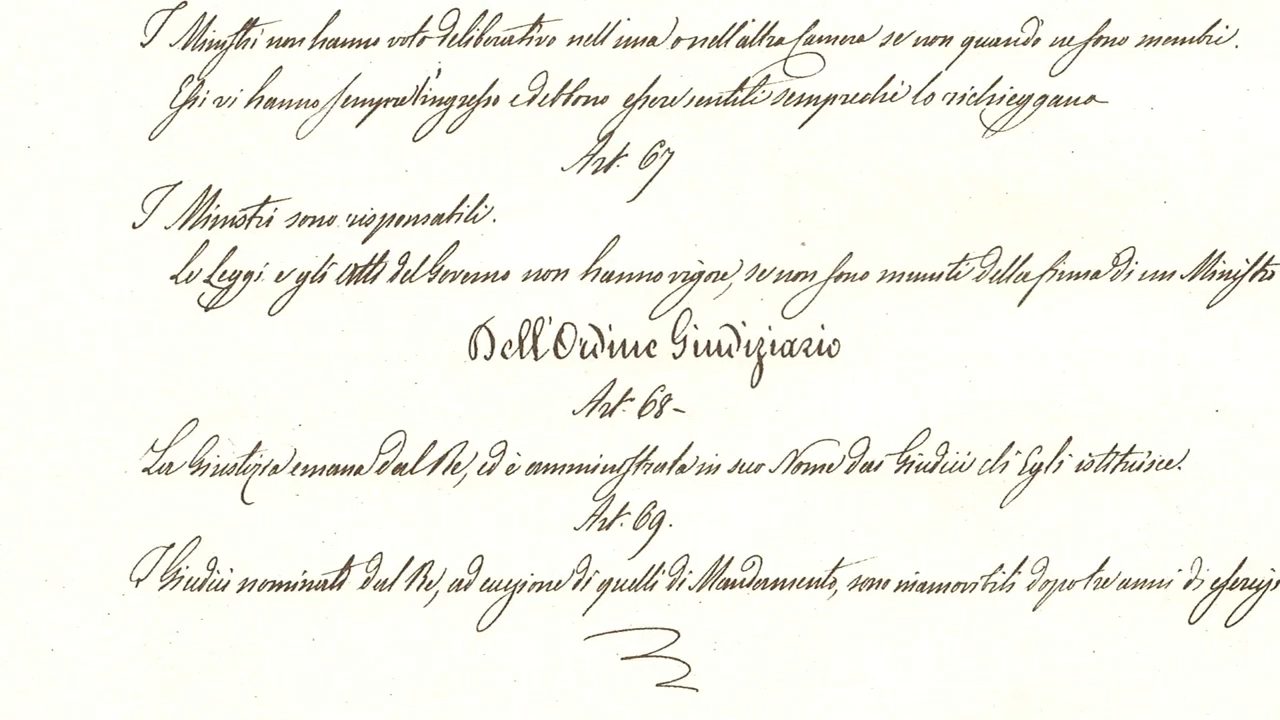 I Ministri non hanno voto deliberativo nell'una o nell'altra Camera se non quando ne sono membri.
Essi vi hanno sempre l'ingresso e debbono essere sentiti sempreché lo richieggano
Art. 67
I Ministri sono risponsabili.
Le Leggi e gli Atti del Governo non hanno vigore, se non sono muniti della firma di un Ministro
Dell'Ordine Giudiziario
Art. 68-
La Giustizia emana dal Re, ed è amministrata in suo Nome dai Giudici ch'Egli istituisce.
Art. 69.
I Giudici nominati dal Re, ad eccezione di quelli di Mandamento, sono inamovibili dopo tre anni di